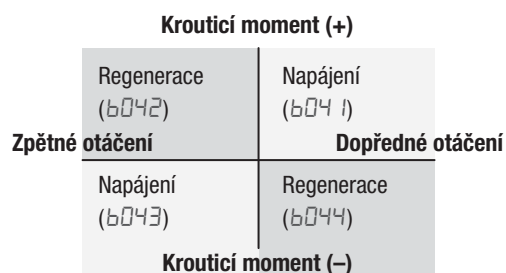 Krouticí moment (+)
Regenerace Napájení
(b042) (b041)
Zpětné otáčení Dopředné otáčení
Napájení Regenerace
(b043) (b044)
Krouticí moment (–)